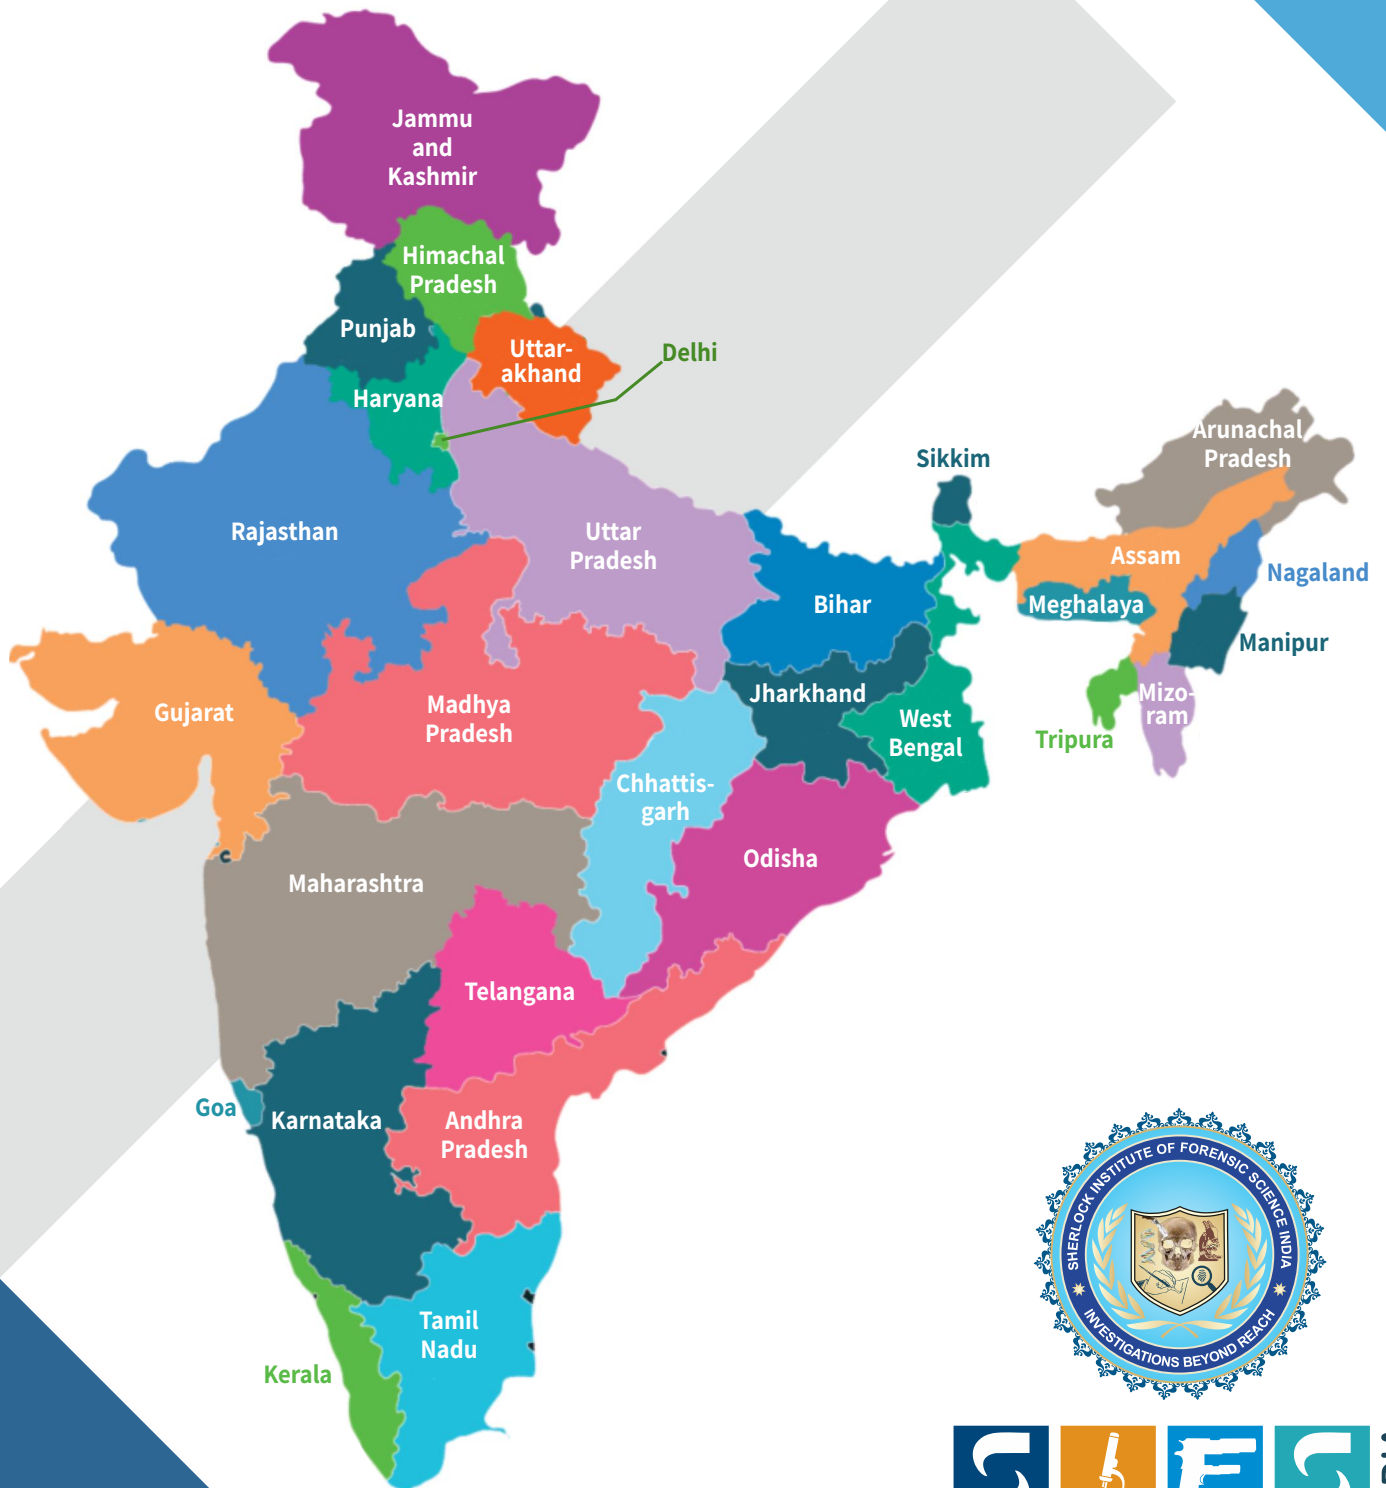 Jammu
and
Kashmir
Himachal
Pradesh
Punjab
Uttar-
akhand
Delhi
Haryana
Arunachal
Pradesh
Sikkim
Rajasthan
Uttar
Pradesh
Assam
Nagaland
Bihar
Meghalaya
Manipur
Jharkhand
Mizo-
ram
Gujarat
Madhya
Pradesh
West
Bengal
Tripura
Chhattis-
garh
Odisha
Maharashtra
Telangana
Goa
Karnataka
Andhra
Pradesh
Tamil
Nadu
Kerala
SHERLOCK INSTITUTE OF FORENSIC SCIENCE INDIA
INVESTIGATIONS BEYOND REACH